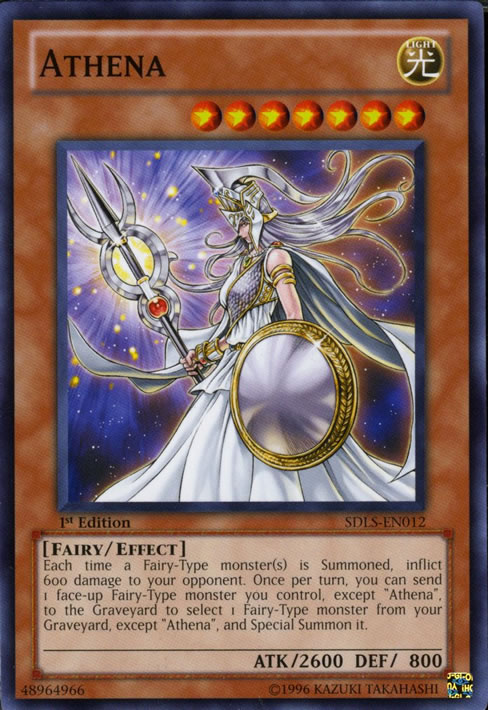 ATHENA
LIGHT
光
1st Edition
SDLS-EN012
[FAIRY/EFFECT]
Each time a Fairy-Type monster(s) is Summoned, inflict
600 damage to your opponent. Once per turn, you can send
1 face-up Fairy-Type monster you control, except "Athena",
to the Graveyard to select 1 Fairy-Type monster from your
Graveyard, except "Athena", and Special Summon it.
ATK/2600 DEF/ 800
48964966
©1996 KAZUKI TAKAHASHI